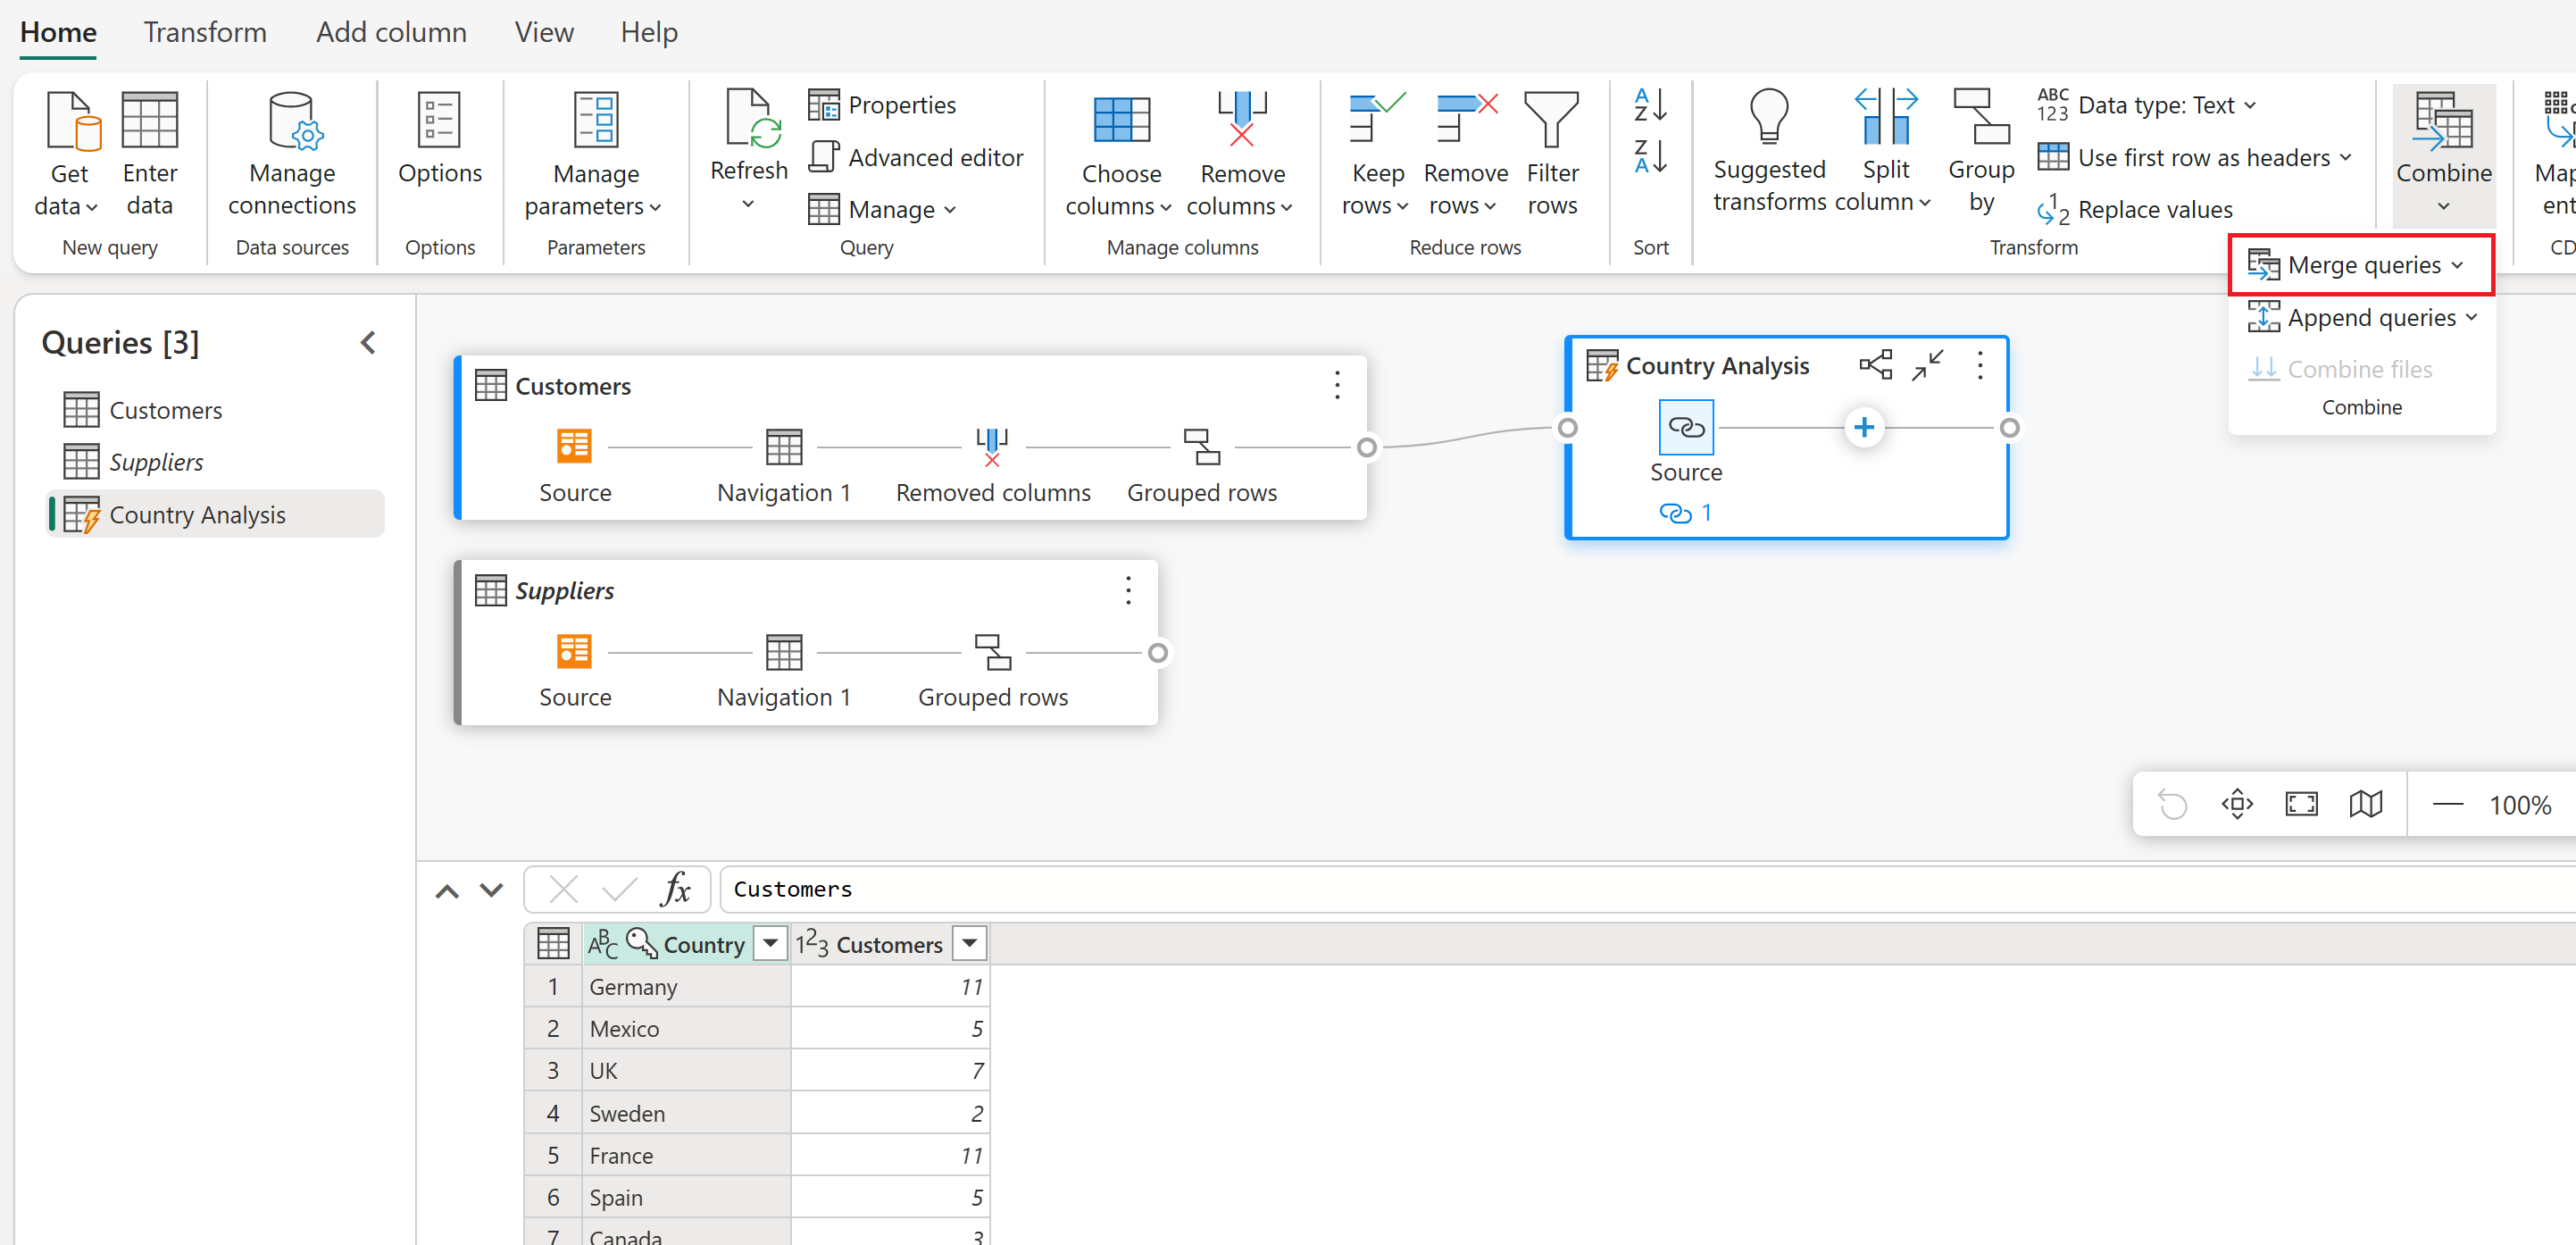 Home Transform Add column View Help
Get data
Enter data
New query
Manage connections
Data sources
Options
Options
Manage parameters
Parameters
Refresh
Properties
Advanced editor
Manage
Query
Choose columns
Remove columns
Manage columns
Keep rows
Remove rows
Filter rows
Reduce rows
A Z
Z A
Sort
Suggested transforms
Split column
Group by
ABC 123 Data type: Text
Use first row as headers
1 2 Replace values
Transform
Combine
Map
ent
CD
Merge queries
Append queries
Combine files
Combine
Queries [3]
Customers
Suppliers
Country Analysis
Customers
Source Navigation 1 Removed columns Grouped rows
Country Analysis
Source
1
Suppliers
Source Navigation 1 Grouped rows
100%
fx Customers
ABC Country 123 Customers
1 Germany 11
2 Mexico 5
3 UK 7
4 Sweden 2
5 France 11
6 Spain 5
7 Canada 3